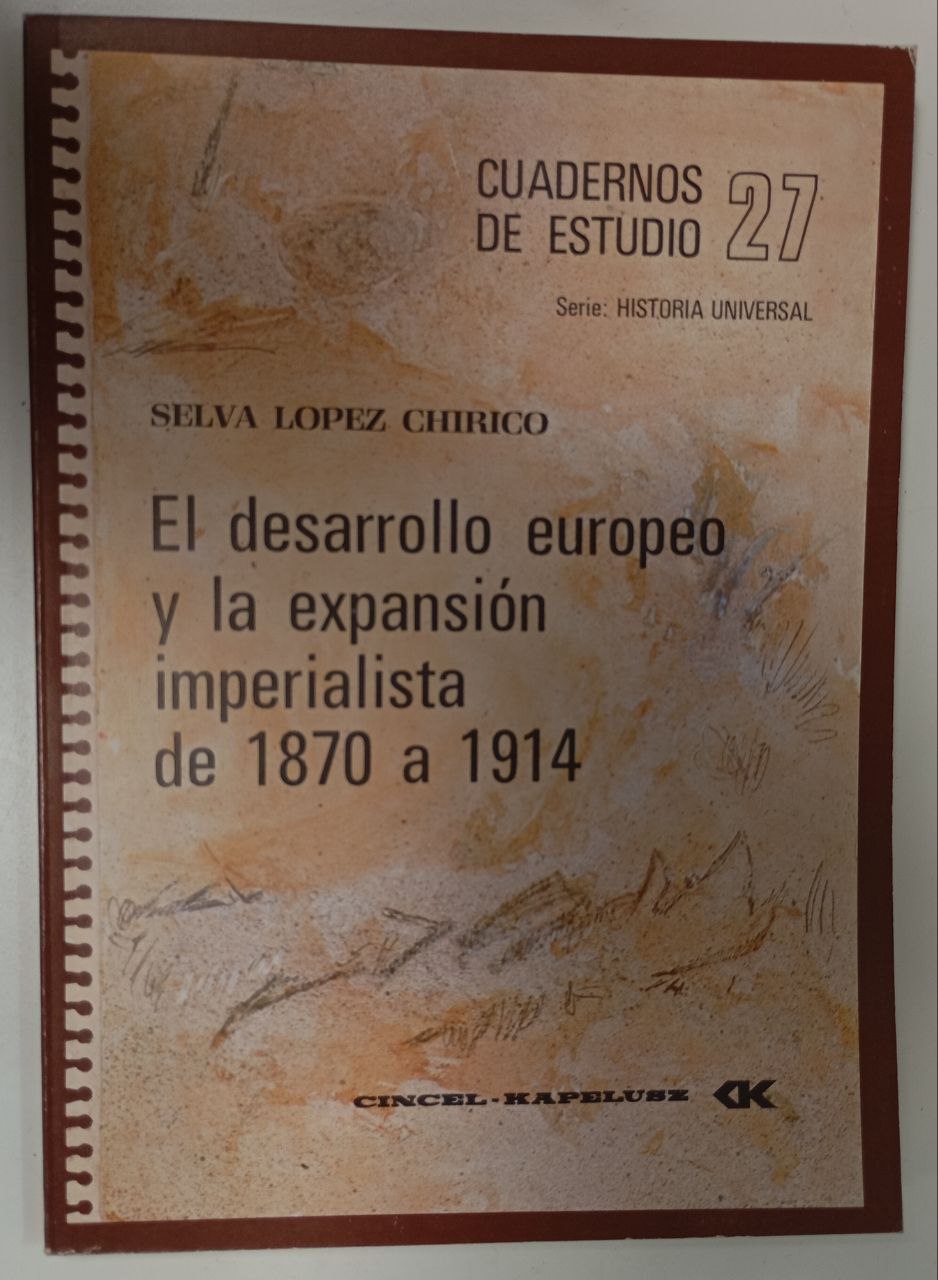 CUADERNOS
DE ESTUDIO 27
Serie: HISTORIA UNIVERSAL
SELVA LOPEZ CHIRICO
El desarrollo europeo
y la expansión
imperialista
de 1870 a 1914
CINCEL-KAPELUSZ CK